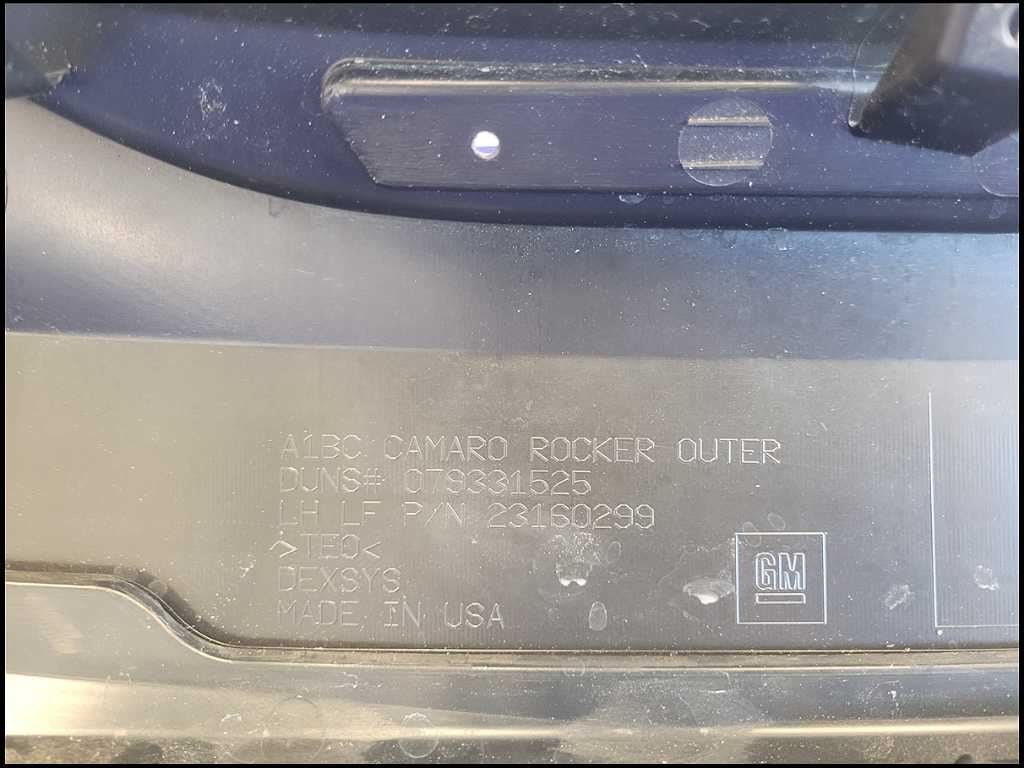 A1BC CAMARO ROCKER OUTER
DUNS# 079331525
LH LF P/N 23160299
>TEO<
DEXSYS
MADE IN USA
GM